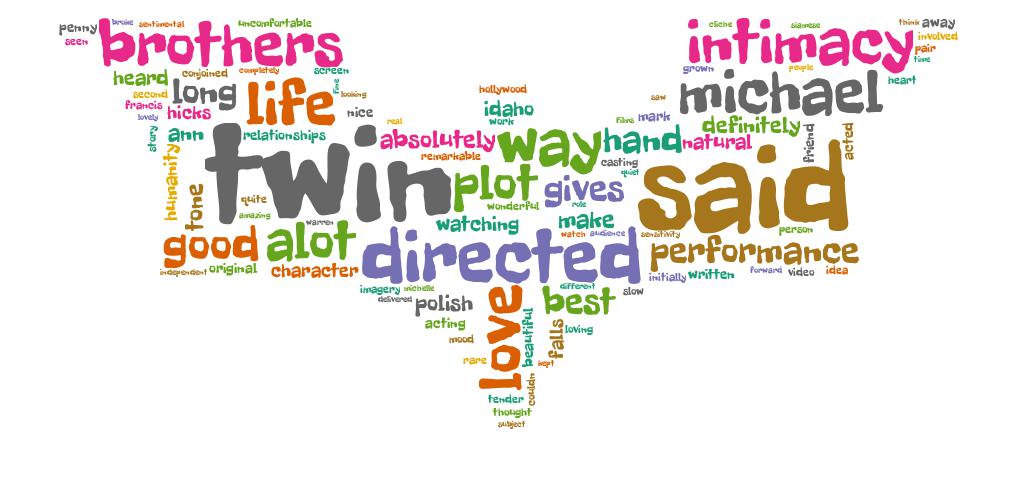 penny broke sentimental uncomfortable
seen brothers
cliche siamese think away
intimacy involved
pair
time
heard conjoined completely screen
grown people heart
second long life fine looking
hollywood
saw michael
francis hicks nice
idaho
lovely real work
films mark definitely
story ann relationships absolutely way hand natural friend acted
remarkable casting
quiet
humanity twin plot gives said
tone quite wonderful role
amazing
warren watching make person
watch audience sensitivity
good alot directed performance
independent original character initially written forward video idea
imagery michelle different
delivered polish love best slow
acting beautiful falls loving
mood
rare kept
tender couldn
thought
subject